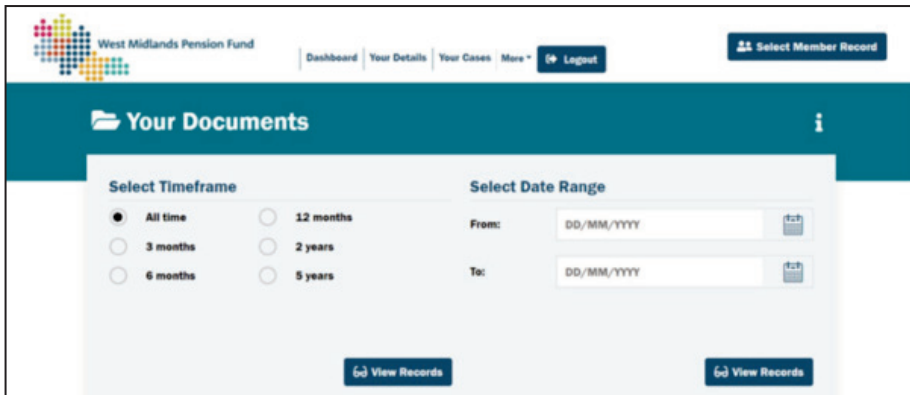 West Midlands Pension Fund
Dashboard Your Details Your Cases More Logout
Select Member Record
Your Documents
Select Timeframe
All time 12 months
3 months 2 years
6 months 5 years
View Records
Select Date Range
From: DD/MM/YYYY
To: DD/MM/YYYY
View Records